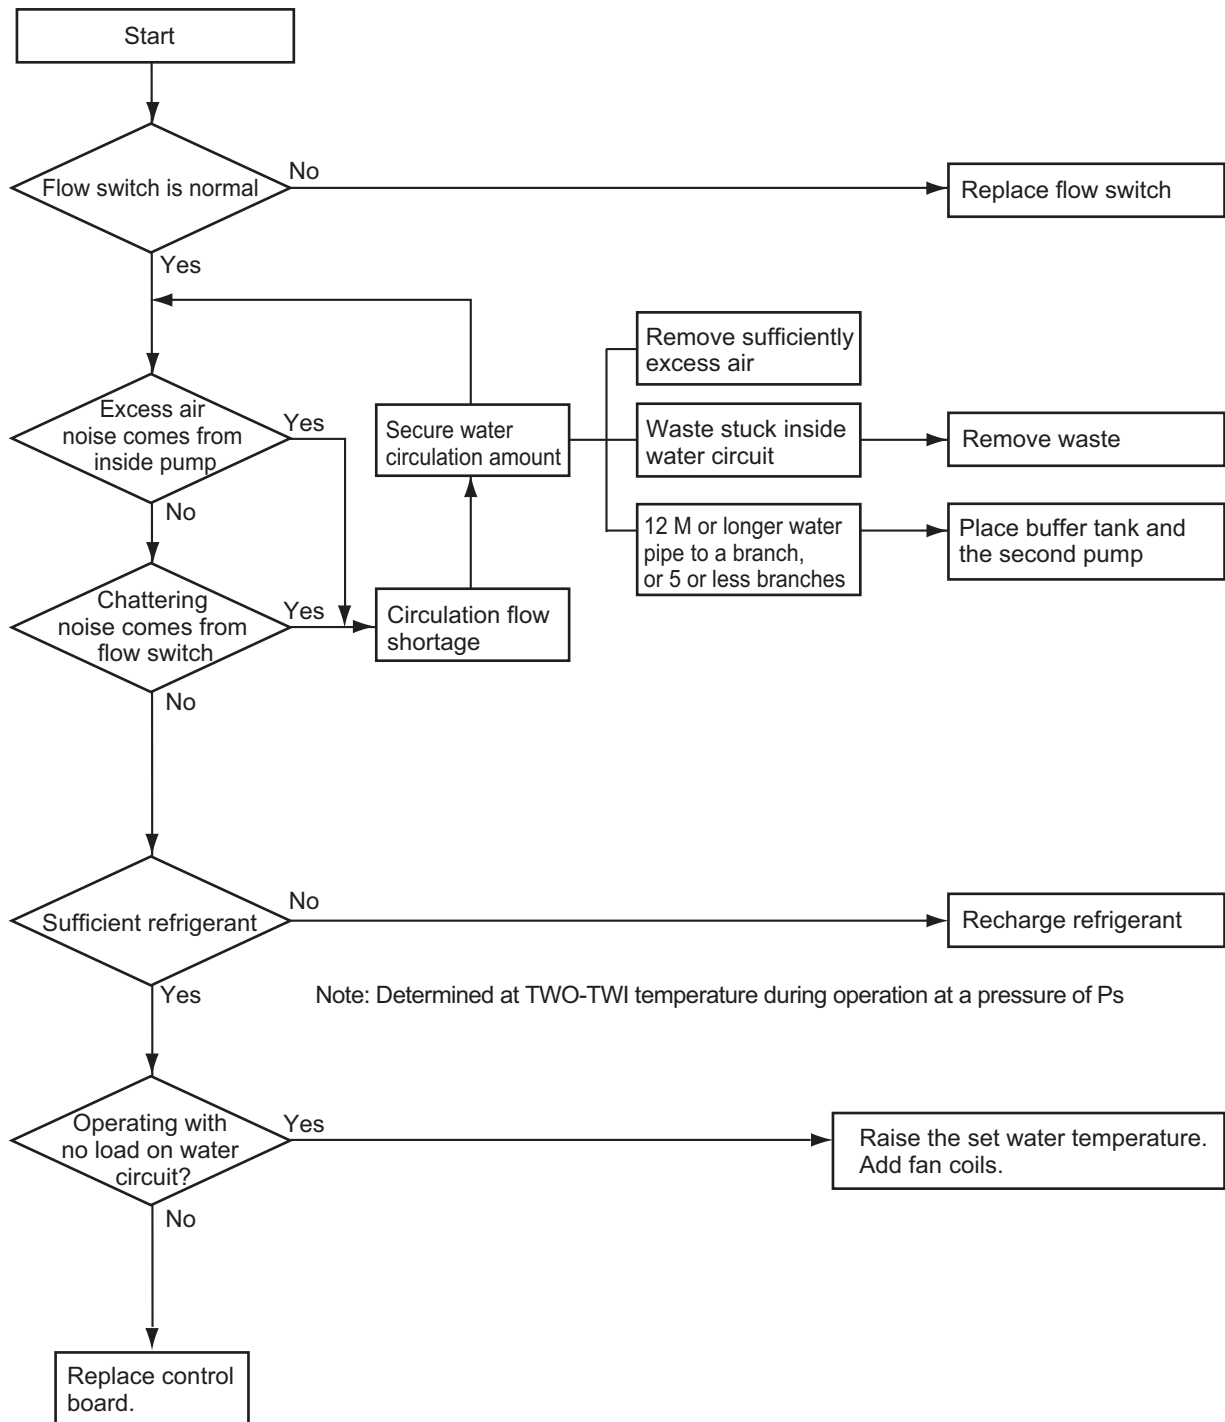 Start
Flow switch is normal
No
Replace flow switch
Yes
Excess air
noise comes from
inside pump
Yes
No
Secure water
circulation amount
Remove sufficiently
excess air
Waste stuck inside
water circuit
Remove waste
12 M or longer water
pipe to a branch,
or 5 or less branches
Place buffer tank and
the second pump
Chattering
noise comes from
flow switch
Yes
No
Circulation flow
shortage
Sufficient refrigerant
No
Recharge refrigerant
Yes
Note: Determined at TWO-TWI temperature during operation at a pressure of Ps
Operating with
no load on water
circuit?
Yes
Raise the set water temperature.
Add fan coils.
No
Replace control
board.